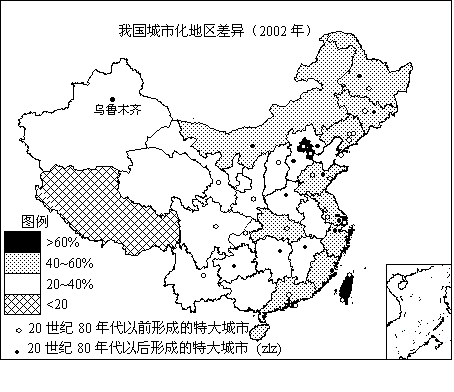 我国城市化地区差异（2002年）
乌鲁木齐
图例
>60%
40~60%
20~40%
<20
20世纪80年代以前形成的特大城市
20世纪80年代以后形成的特大城市 (zlz)